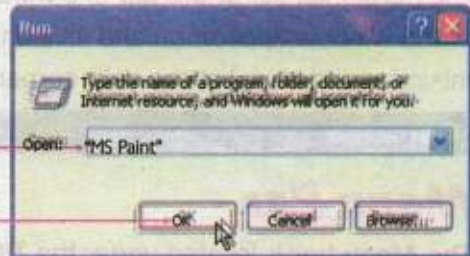 Run
Type the name of a program, folder, document, or
Internet resource, and Windows will open it for you.
Open: "MS Paint"
OK Cancel Browse...